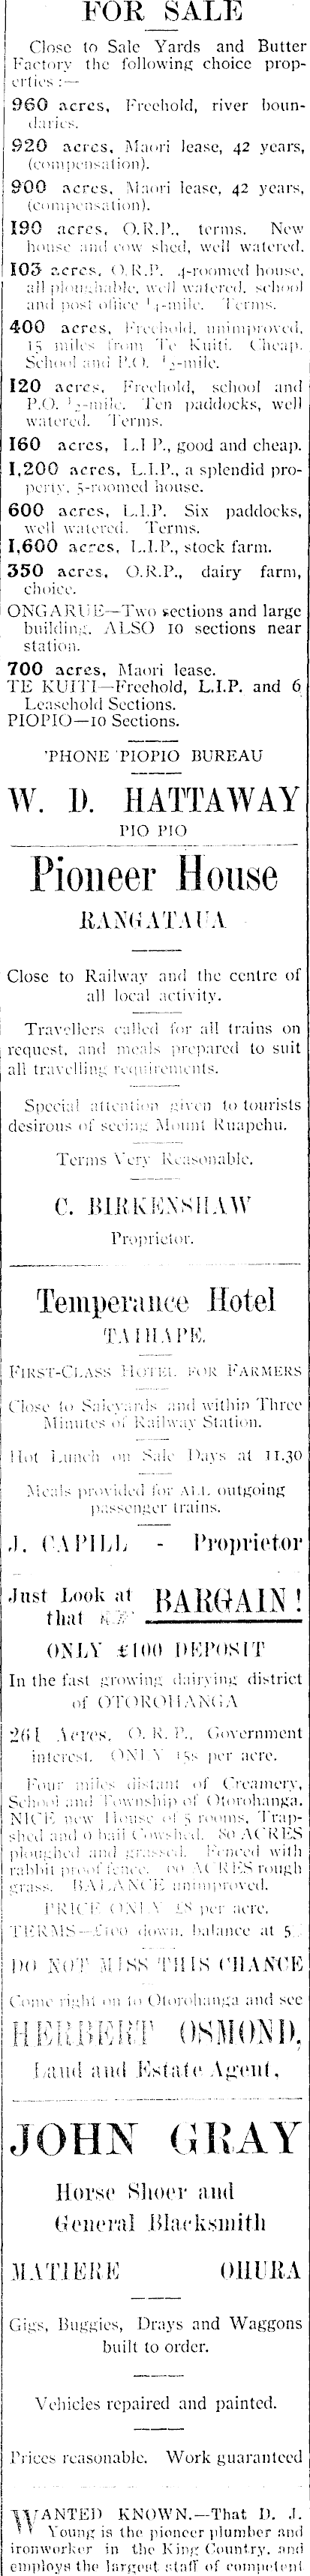 FOR SALE
Close to Sale Yards and Butter
Factory the following choice prop-
erties :—
960 acres, Freehold, river boun-
daries.
920 acres, Maori lease, 42 years,
(compensation).
900 acres, Maori lease, 42 years,
(compensation).
190 acres, O.R.P., terms. New
house and cow shed, well watered.
103 acres, O.R.P. 4-roomed house,
all ploughable, well watered, school
and post office ¼-mile. Terms.
400 acres, Freehold, unimproved,
15 miles from Te Kuiti. Cheap.
School and P.O. ½-mile.
120 acres, Freehold, school and
P.O. ½-mile. Ten paddocks, well
watered. Terms.
160 acres, L.I P., good and cheap.
1,200 acres, L.I.P., a splendid pro-
perty, 5-roomed house.
600 acres, L.I.P. Six paddocks,
well watered. Terms.
1,600 acres, L.I.P., stock farm.
350 acres, O.R.P., dairy farm,
choice.
ONGARUE—Two sections and large
building. ALSO 10 sections near
station.
700 acres, Maori lease.
TE KUITI—Freehold, L.I.P. and 6
Leasehold Sections.
PIOPIO—10 Sections.
'PHONE PIOPIO BUREAU
W. D. HATTAWAY
PIO PIO
Pioneer House
RANGATAUA
Close to Railway and the centre of
all local activity.
Travellers called for all trains on
request, and meals prepared to suit
all travelling requirements.
Special attention given to tourists
desirous of seeing Mount Ruapehu.
Terms Very Reasonable.
C. BIRKENSHAW
Proprietor.
Temperance Hotel
TAIHAPE.
FIRST-CLASS HOTEL FOR FARMERS
Close to Saleyards and within Three
Minutes of Railway Station.
Hot Lunch on Sale Days at 11.30
Meals provided for ALL outgoing
passenger trains.
J. CAPILL - Proprietor
Just Look at
that
BARGAIN!
ONLY £100 DEPOSIT
In the fast growing dairying district
of OTOROHANGA
261 Acres, O. R. P., Government
interest. ONLY 15s per acre.
Four miles distant of Creamery,
School and Township of Otorohanga.
NICE new House of 5 rooms, Trap-
shed and 9 bail Cowshed. 80 ACRES
ploughed and grassed. Fenced with
rabbit proof fence. 60 ACRES rough
grass. BALANCE unimproved.
PRICE ONLY £8 per acre.
TERMS—£100 down, balance at 5
DO NOT MISS THIS CHANCE
Come right on to Otorohanga and see
HERBERT OSMOND,
Land and Estate Agent,
JOHN GRAY
Horse Shoer and
General Blacksmith
MATIERE OHURA
Gigs, Buggies, Drays and Waggons
built to order.
Vehicles repaired and painted.
Prices reasonable. Work guaranteed
WANTED KNOWN.—That D. J.
Young is the pioneer plumber and
ironworker in the King Country, and
employs the largest staff of competent